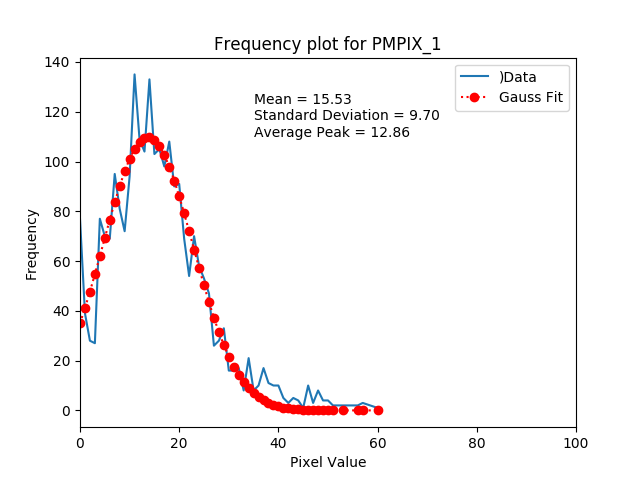 Frequency plot for PMPIX_1
)Data
Gauss Fit
Mean = 15.53
Standard Deviation = 9.70
Average Peak = 12.86
Frequency
140
120
100
80
60
40
20
0
0 20 40 60 80 100
Pixel Value